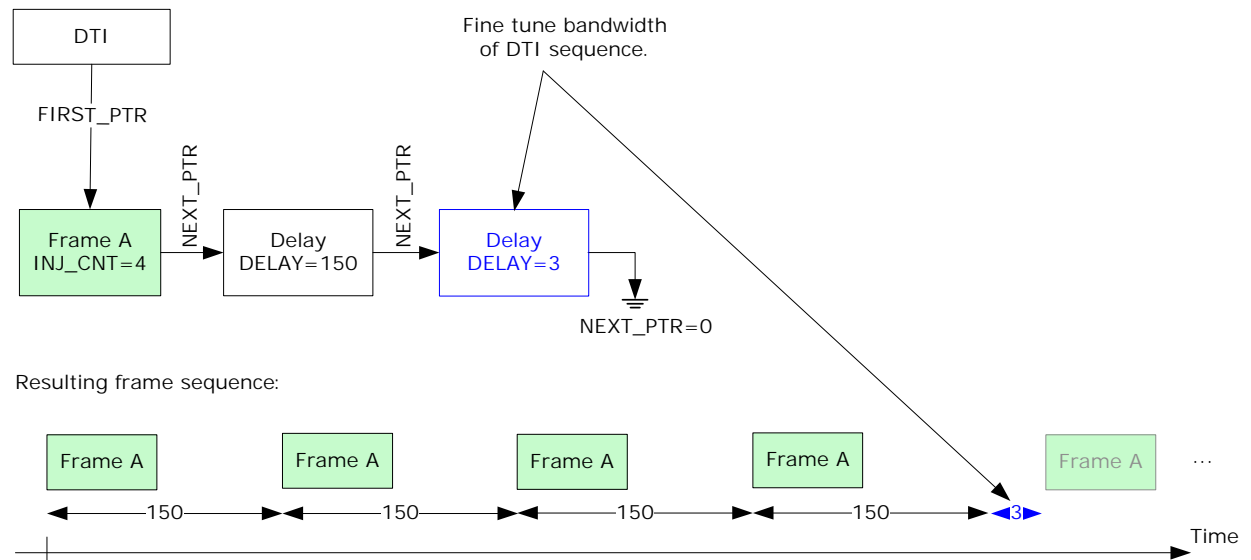 DTI
Fine tune bandwidth
of DTI sequence.
FIRST_PTR
NEXT_PTR
NEXT_PTR
Frame A
INJ_CNT=4
Delay
DELAY=150
Delay
DELAY=3
NEXT_PTR=0
Resulting frame sequence:
Frame A
Frame A
Frame A
Frame A
Frame A
...
150
150
150
150
3
Time